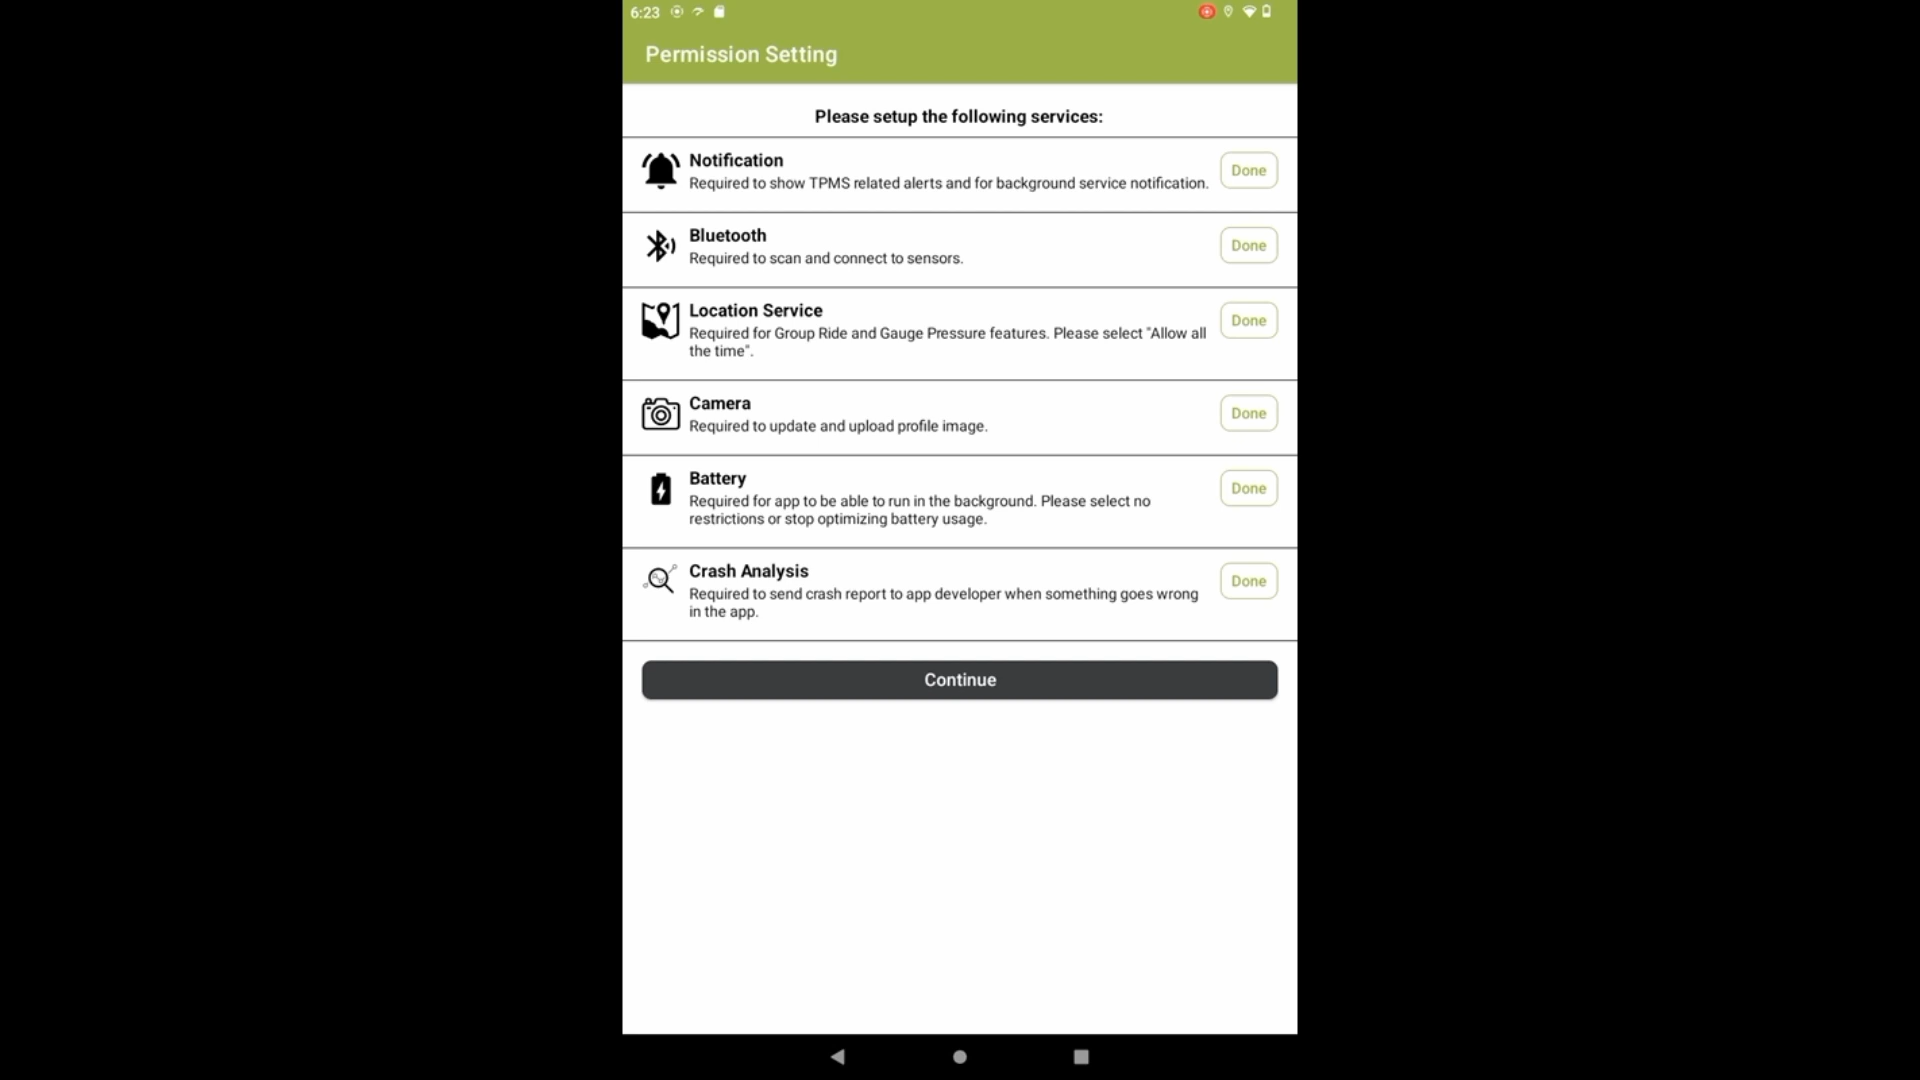 6:23
Permission Setting
Please setup the following services:
Notification
Required to show TPMS related alerts and for background service notification.
Done
Bluetooth
Required to scan and connect to sensors.
Done
Location Service
Required for Group Ride and Gauge Pressure features. Please select "Allow all
the time".
Done
Camera
Required to update and upload profile image.
Done
Battery
Required for app to be able to run in the background. Please select no
restrictions or stop optimizing battery usage.
Done
Crash Analysis
Required to send crash report to app developer when something goes wrong
in the app.
Done
Continue